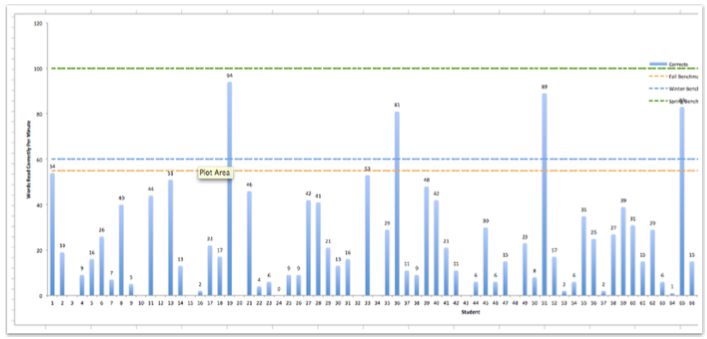 120
100
80
60
40
20
0
Words Read Correctly Per Minute
Corrects
Fall Benchm
Winter Bench
Spring Bench
Plot Area
54 19 9 16 26 7 40 5 44 51 13 2 22 17 94 46 4 6 0 9 9 42 41 21 13 16 53 29 81 11 9 48 42 21 11 6 30 6 15 23 8 89 17 2 6 35 25 2 27 39 31 15 29 6 1 15
1 2 3 4 5 6 7 8 9 10 11 12 13 14 15 16 17 18 19 20 21 22 23 24 25 26 27 28 29 30 31 32 33 34 35 36 37 38 39 40 41 42 43 44 45 46 47 48 49 50 51 52 53 54 55 56 57 58 59 60 61 62 63 64 65 66
Student